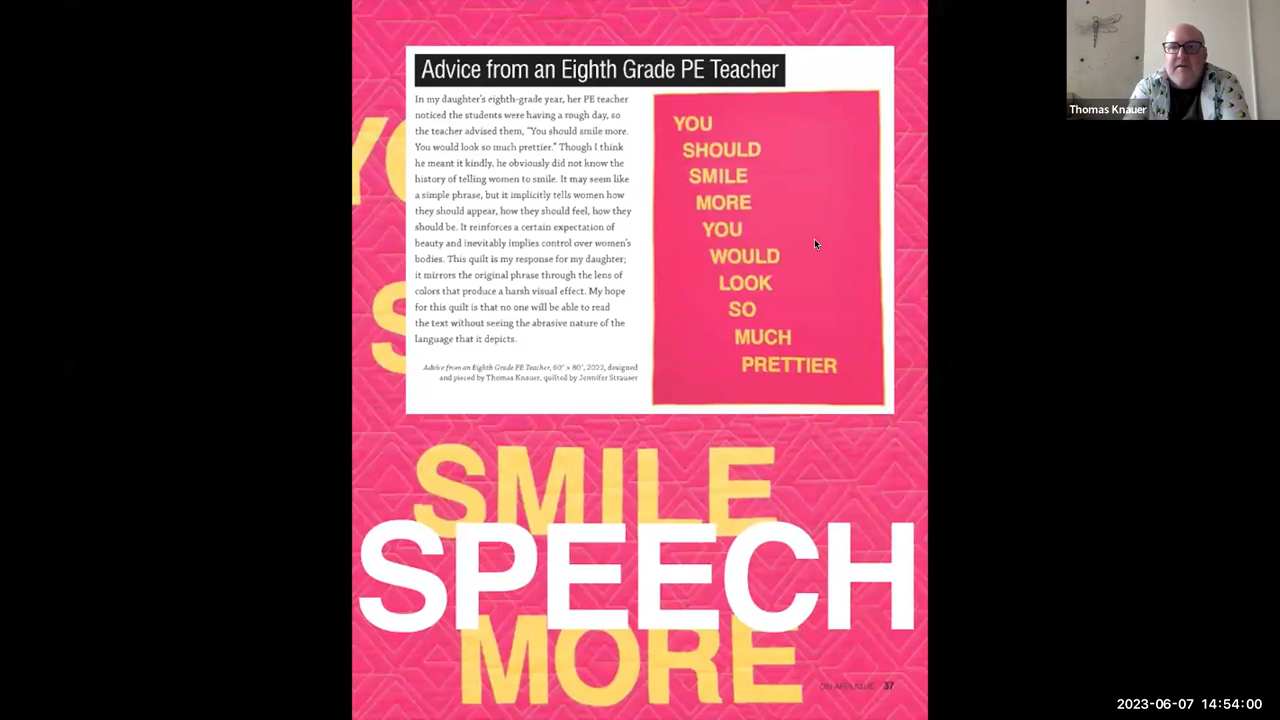 Advice from an Eighth Grade PE Teacher
In my daughter's eighth-grade year, her PE teacher
noticed the students were having a rough day, so
the teacher advised them, "You should smile more.
You would look so much prettier." Though I think
he meant it kindly, he obviously did not know the
history of telling women to smile. It may seem like
a simple phrase, but it implicitly tells women how
they should appear, how they should feel, how they
should be. It reinforces a certain expectation of
beauty and inevitably implies control over women's
bodies. This quilt is my response for my daughter;
it mirrors the original phrase through the lens of
colors that produce a harsh visual effect. My hope
for this quilt is that no one will be able to read
the text without seeing the abrasive nature of the
language that it depicts.
Advice from an Eighth Grade PE Teacher, 60" × 80", 2022, designed
and pieced by Thomas Knauer, quilted by Jennifer Strauser
YOU
SHOULD
SMILE
MORE
YOU
WOULD
LOOK
SO
MUCH
PRETTIER
SMILE
SPEECH
MORE
ON APPLIQUÉ 37
Thomas Knauer
2023-06-07 14:54:00